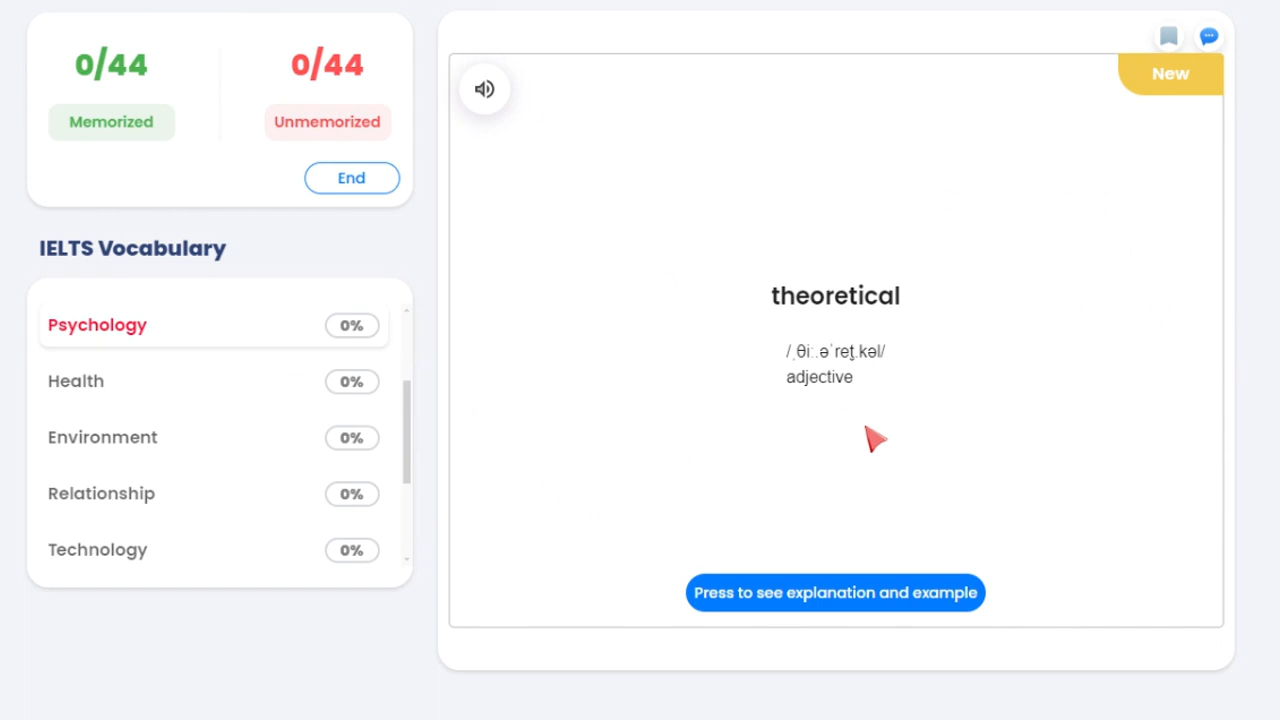 0/44
0/44
Memorized
Unmemorized
End
IELTS Vocabulary
Psychology 0%
Health 0%
Environment 0%
Relationship 0%
Technology 0%
New
theoretical
/ˌθiː.əˈret̬.kəl/
adjective
Press to see explanation and example